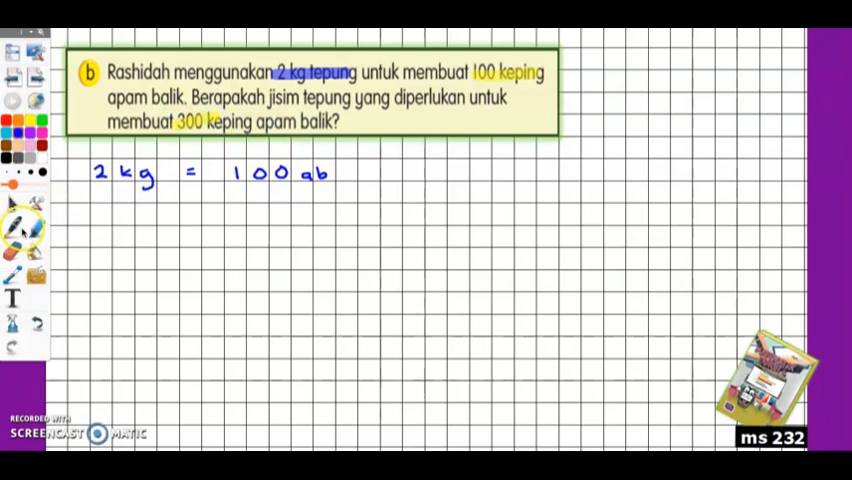 b Rashidah menggunakan 2 kg tepung untuk membuat 100 keping
apam balik. Berapakah jisim tepung yang diperlukan untuk
membuat 300 keping apam balik?
2 kg = 100 ab
T
RECORDED WITH
SCREENCAST MATIC
ms 232